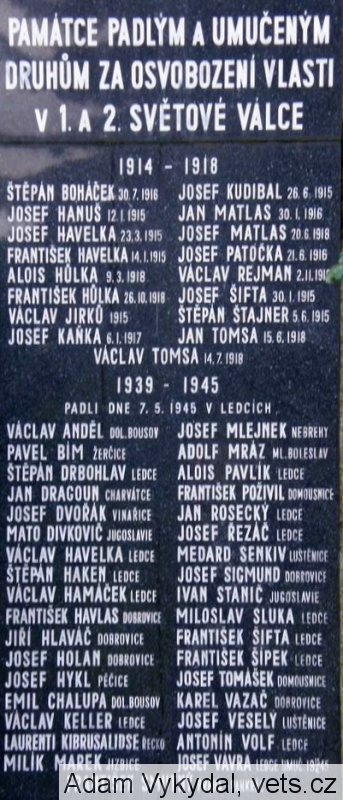 PAMÁTCE PADLÝM A UMUČENÝM
DRUHŮM ZA OSVOBOZENÍ VLASTI
V 1. A 2. SVĚTOVÉ VÁLCE
1914 - 1918
ŠTĚPÁN BOHÁČEK 30.7.1916 JOSEF KUDIBAL 26.6.1915
JOSEF HANUŠ 12.1.1915 JAN MATLAS 30.1.1916
JOSEF HAVELKA 23.3.1915 JOSEF MATLAS 20.6.1918
FRANTIŠEK HAVELKA 14.1.1915 JOSEF PATOČKA 21.6.1916
ALOIS HŮLKA 9.3.1918 VÁCLAV REJMAN 2.11.
FRANTIŠEK HŮLKA 26.10.1918 JOSEF ŠIFTA 30.1.1915
VÁCLAV JIRKŮ 1915 ŠTĚPÁN ŠTAJNER 5.6.1915
JOSEF KAŇKA 6.1.1917 JAN TOMSA 15.6.1918
VÁCLAV TOMSA 14.7.1918
1939 - 1945
PADLI DNE 7.5.1945 V LEDCÍCH
VÁCLAV ANDĚL DOL.BOUSOV JOSEF MLEJNEK NEBŘEHY
PAVEL BÍM ŽERČICE ADOLF MRÁZ ML.BOLESLAV
ŠTĚPÁN DRBOHLAV LEDCE ALOIS PAVLÍK LEDCE
JAN DRAGOUN CHARVÁTCE FRANTIŠEK POŽIVIL DOMOUSNICE
JOSEF DVOŘÁK VINAŘICE JAN ROSECKÝ LEDCE
MATO DIVKOVIČ JUGOSLAVIE JOSEF ŘEZÁČ LEDCE
VÁCLAV HAVELKA LEDCE MEDARD SENKIV LUŠTĚNICE
ŠTĚPÁN HAKEN LEDCE JOSEF SIGMUND DOBROVICE
VÁCLAV HAMÁČEK LEDCE IVAN STANIČ JUGOSLAVIE
FRANTIŠEK HAVLAS DOBROVICE MILOSLAV SLUKA LEDCE
JIŘÍ HLAVÁČ DOBROVICE FRANTIŠEK ŠIFTA LEDCE
JOSEF HOLAN DOBROVICE FRANTIŠEK ŠÍPEK LEDCE
JOSEF HYKL PĚČICE JOSEF TOMÁŠEK DOMOUSNICE
EMIL CHALUPA DOL.BOUSOV KAREL VAZAČ DOBROVICE
VÁCLAV KELLER LEDCE JOSEF VESELÝ LUŠTĚNICE
LAURENTI KIBRUSALIDSE ŘECKO ANTONÍN VOLF LEDCE
MILÍK MAREK JIZBICE JOSEF VÁVRA LEDCE UMUČ.
Adam Vykydal, vets.cz